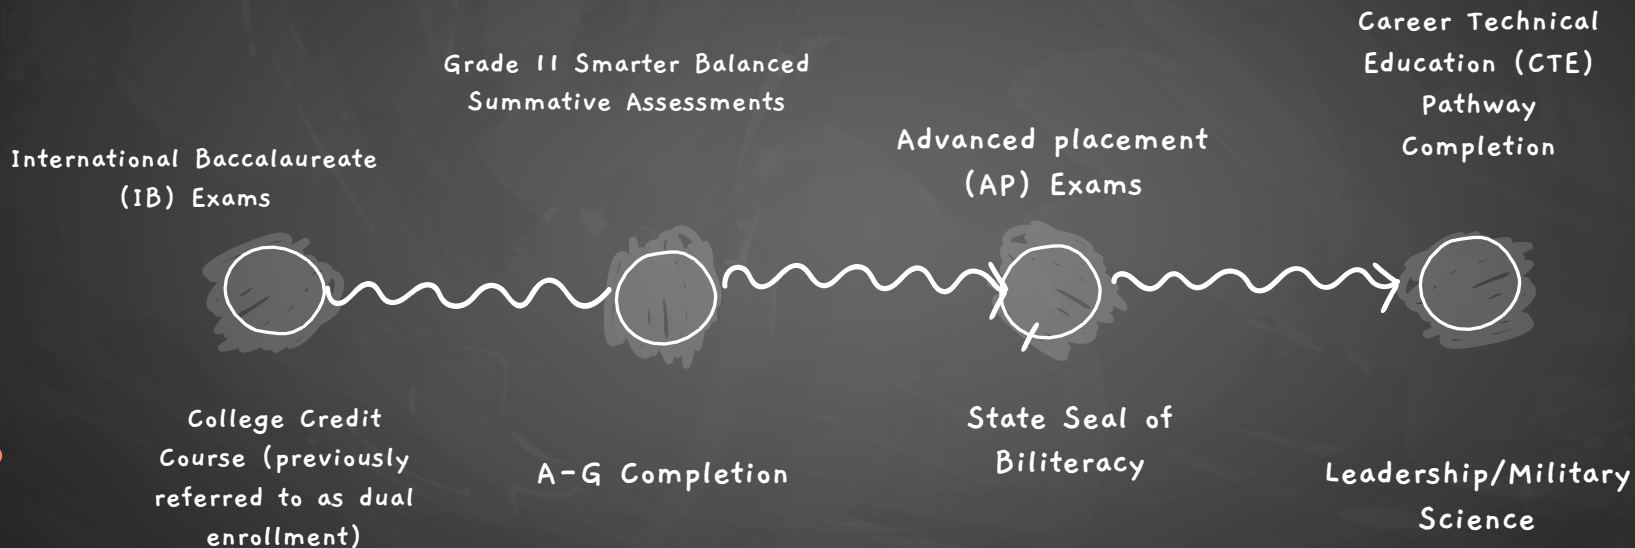 International Baccalaureate
(IB) Exams
Grade 11 Smarter Balanced
Summative Assessments
Advanced placement
(AP) Exams
Career Technical
Education (CTE)
Pathway
Completion
College Credit
Course (previously
referred to as dual
enrollment)
A-G Completion
State Seal of
Biliteracy
Leadership/Military
Science